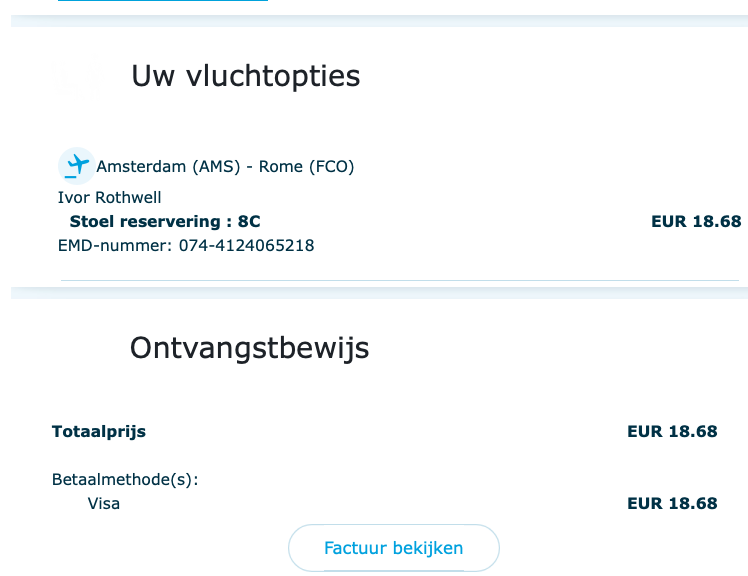 Uw vluchtopties
Amsterdam (AMS) - Rome (FCO)
Ivor Rothwell
Stoel reservering : 8C EUR 18.68
EMD-nummer: 074-4124065218
Ontvangstbewijs
Totaalprijs EUR 18.68
Betaalmethode(s):
Visa EUR 18.68
Factuur bekijken